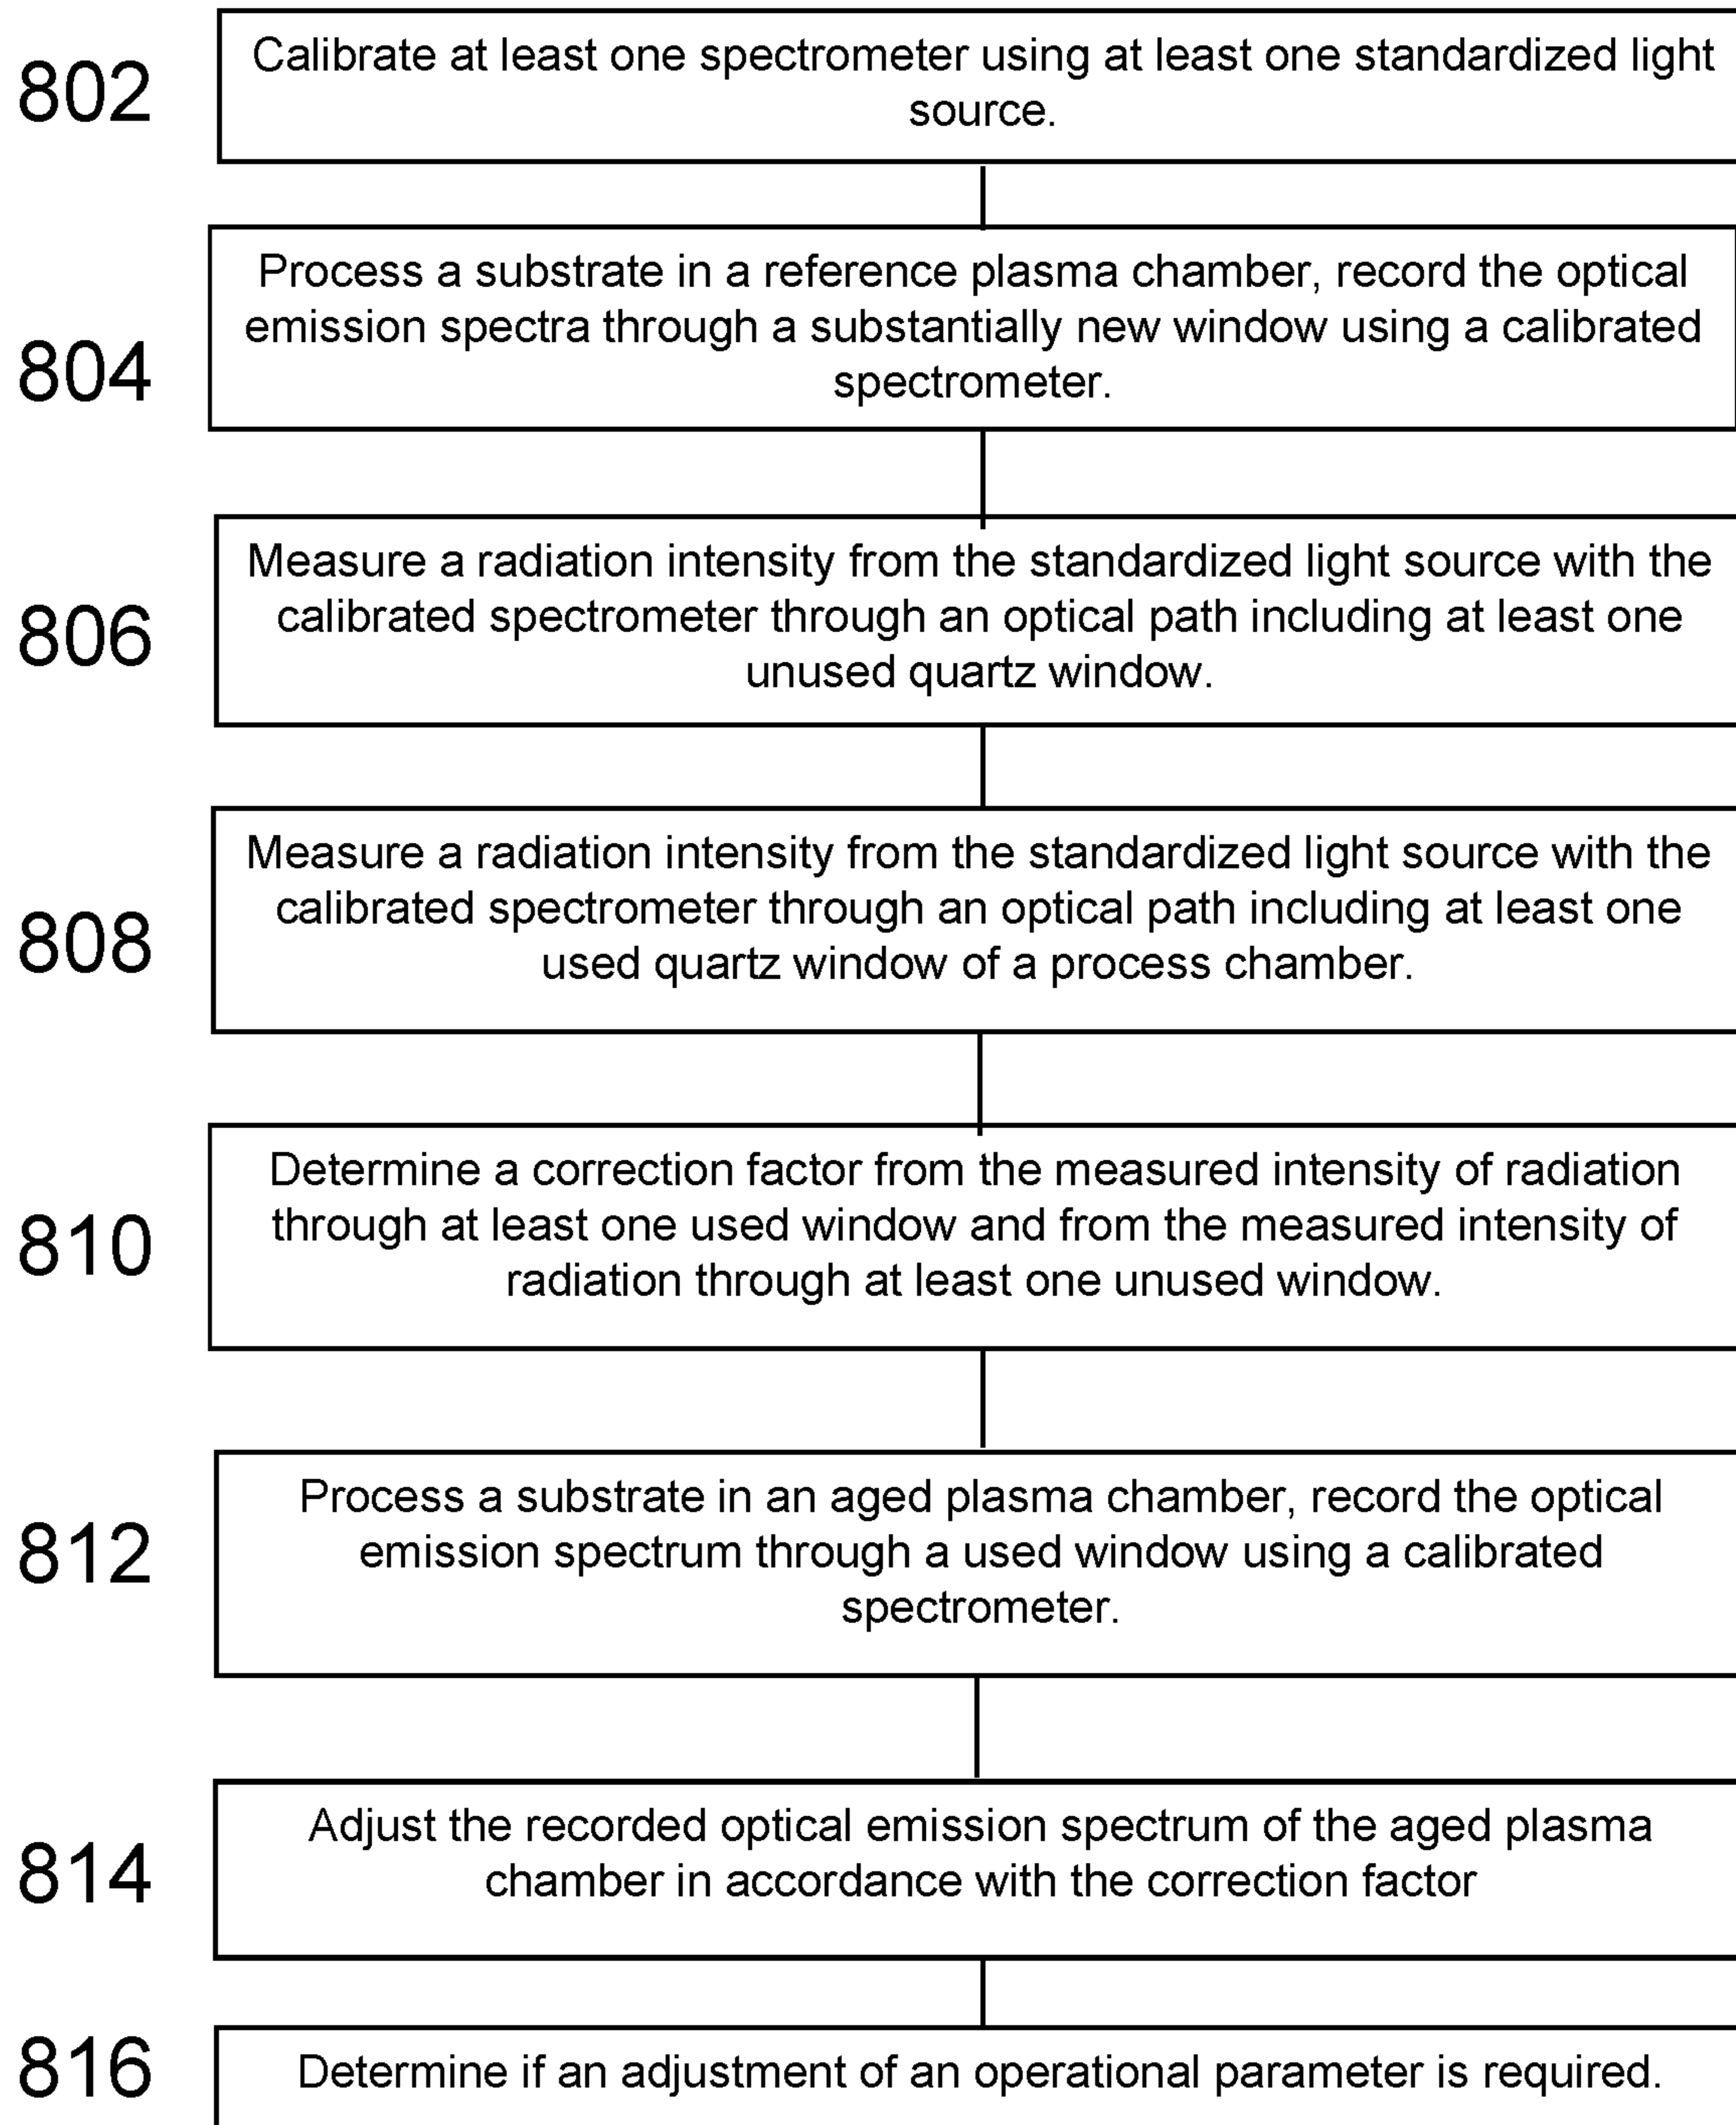 802
Calibrate at least one spectrometer using at least one standardized light
source.
804
Process a substrate in a reference plasma chamber, record the optical
emission spectra through a substantially new window using a calibrated
spectrometer.
806
Measure a radiation intensity from the standardized light source with the
calibrated spectrometer through an optical path including at least one
unused quartz window.
808
Measure a radiation intensity from the standardized light source with the
calibrated spectrometer through an optical path including at least one
used quartz window of a process chamber.
810
Determine a correction factor from the measured intensity of radiation
through at least one used window and from the measured intensity of
radiation through at least one unused window.
812
Process a substrate in an aged plasma chamber, record the optical
emission spectrum through a used window using a calibrated
spectrometer.
814
Adjust the recorded optical emission spectrum of the aged plasma
chamber in accordance with the correction factor
816
Determine if an adjustment of an operational parameter is required.